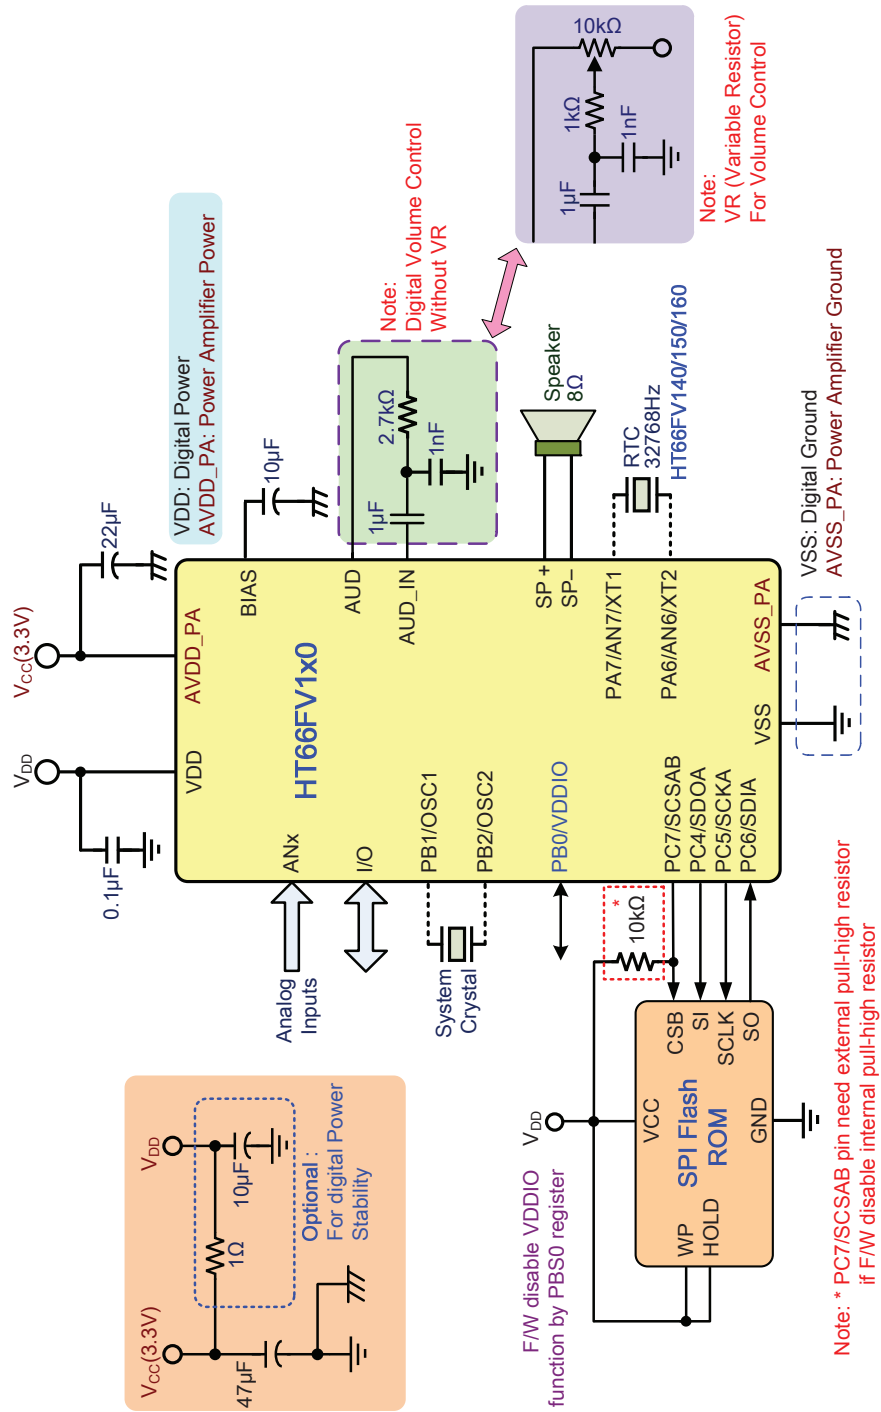 VCC(3.3V)
VDD
47µF
1Ω
10µF
Optional :
For digital Power
Stability
VDD
VCC(3.3V)
0.1µF
22µF
VDD: Digital Power
AVDD_PA: Power Amplifier Power
VDD
AVDD_PA
HT66FV1x0
BIAS
10µF
Analog
Inputs
ANx
I/O
AUD
AUD_IN
2.7kΩ
1µF
1nF
Note:
Digital Volume Control
Without VR
System
Crystal
PB1/OSC1
PB2/OSC2
PB0/VDDIO
SP +
SP−
Speaker
8Ω
10kΩ
1kΩ
1µF
1nF
Note:
VR (Variable Resistor)
For Volume Control
F/W disable VDDIO
function by PBS0 register
VDD
*
10kΩ
PA7/AN7/XT1
PA6/AN6/XT2
RTC
32768Hz
HT66FV140/150/160
PC7/SCSAB
PC4/SDOA
PC5/SCKA
PC6/SDIA
VCC
CSB
SI
SCLK
SO
SPI Flash
ROM
WP
HOLD
GND
VSS
AVSS_PA
VSS: Digital Ground
AVSS_PA: Power Amplifier Ground
Note: * PC7/SCSAB pin need external pull-high resistor
if F/W disable internal pull-high resistor